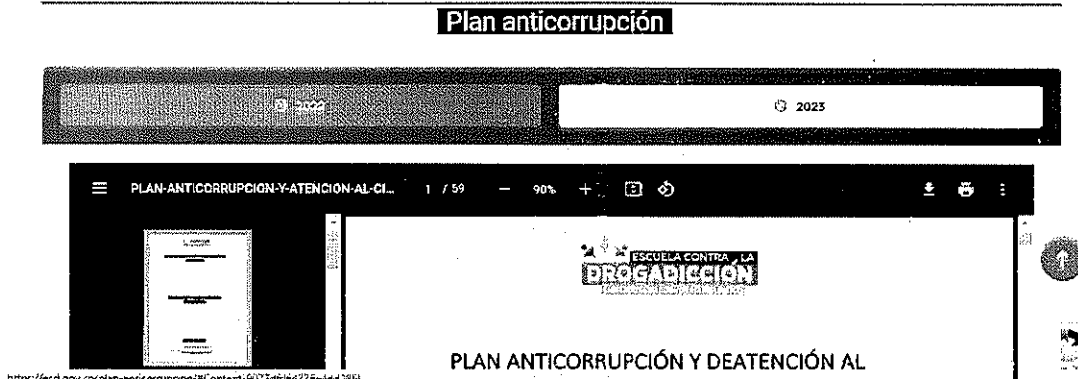 Plan anticorrupción
2022
2023
PLAN-ANTICORRUPCION-Y-ATENCION-AL-CI... 1 / 59 90%
ESCUELA CONTRA LA
DROGADICCIÓN
PLAN ANTICORRUPCIÓN Y DEATENCIÓN AL